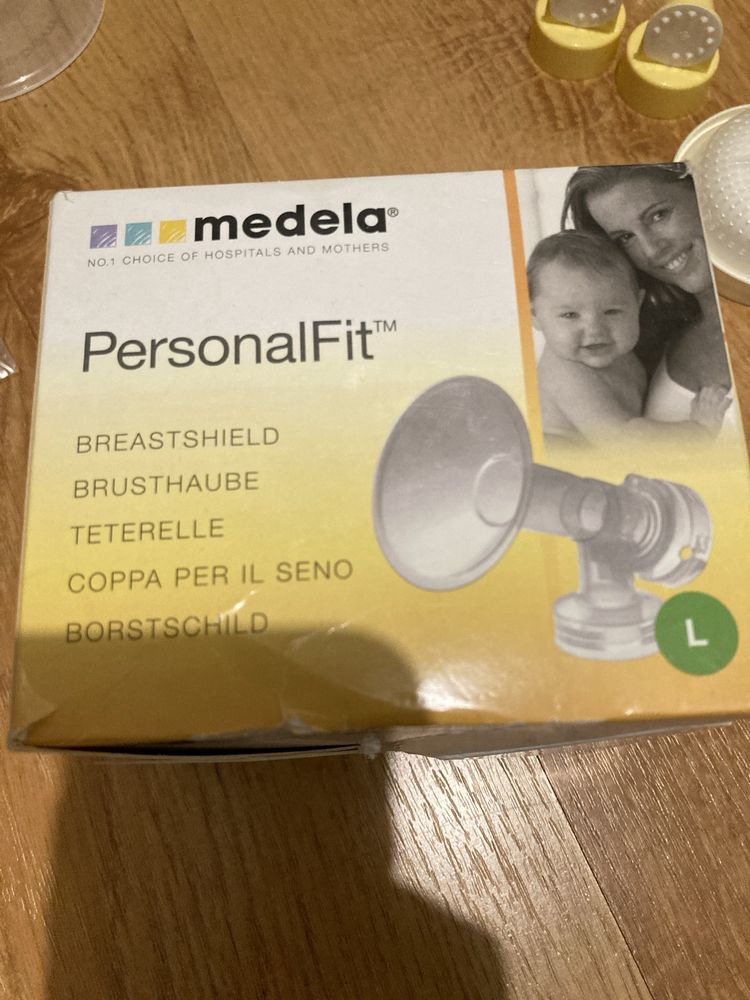 medela®
NO.1 CHOICE OF HOSPITALS AND MOTHERS
PersonalFit™
BREASTSHIELD
BRUSTHAUBE
TETERELLE
COPPA PER IL SENO
BORSTSCHILD
L